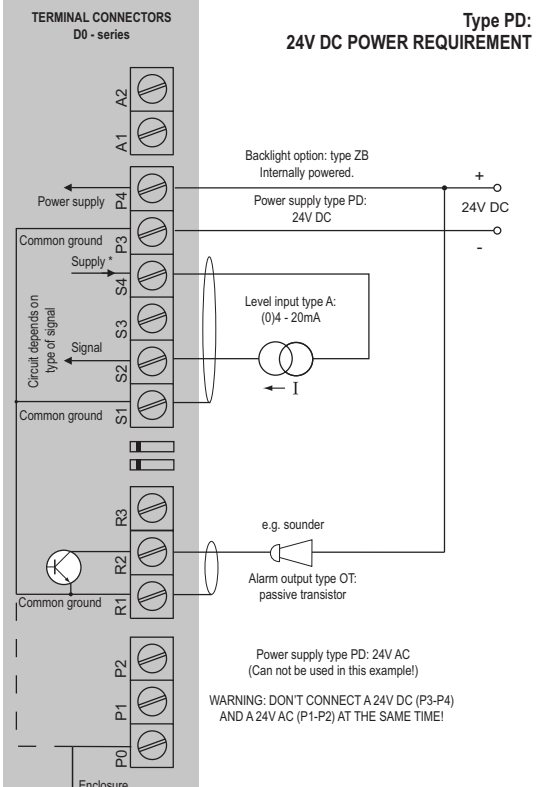 TERMINAL CONNECTORS
D0 - series
Type PD:
24V DC POWER REQUIREMENT
A2
A1
Backlight option: type ZB
Internally powered.
+
Power supply
P4
Power supply type PD:
24V DC
24V DC
Common ground
P3
-
Supply *
S4
Level input type A:
(0)4 - 20mA
S3
Circuit depends on
type of signal
Signal
S2
I
Common ground
S1
R3
e.g. sounder
R2
Alarm output type OT:
passive transistor
Common ground
R1
Power supply type PD: 24V AC
(Can not be used in this example!)
P2
WARNING: DON'T CONNECT A 24V DC (P3-P4)
AND A 24V AC (P1-P2) AT THE SAME TIME!
P1
P0
Enclosure